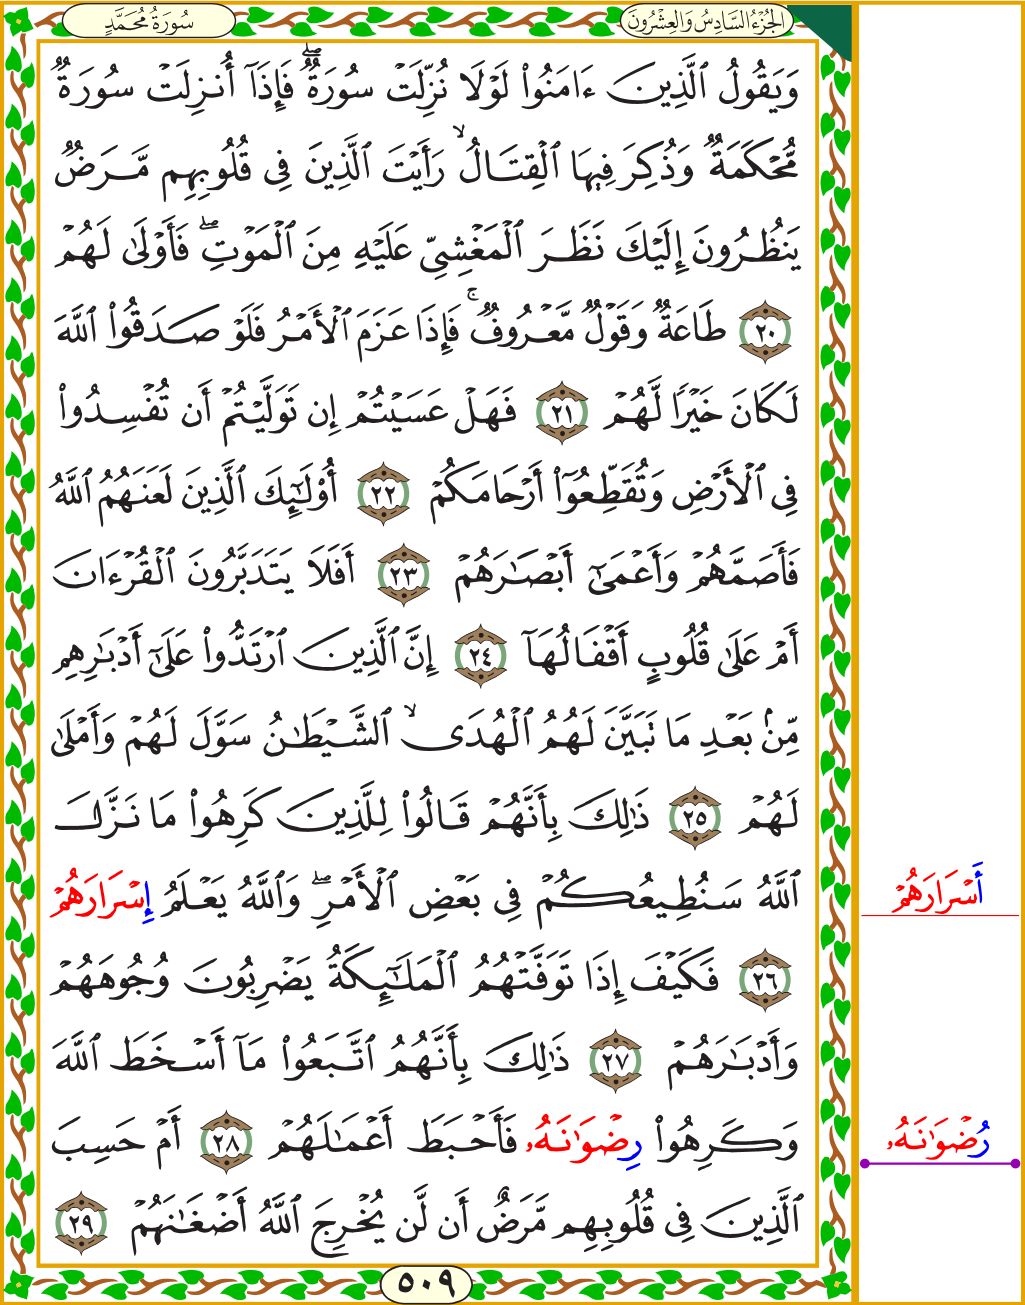 الجُزْءُ السَّادِسُ وَالعِشْرُونَ
سُورَةُ مُحَمَّدٍ
وَيَقُولُ ٱلَّذِينَ ءَامَنُوا۟ لَوْلَا نُزِّلَتْ سُورَةٌۖ فَإِذَآ أُنزِلَتْ سُورَةٌ
مُّحْكَمَةٌ وَذُكِرَ فِيهَا ٱلْقِتَالُۙ رَأَيْتَ ٱلَّذِينَ فِى قُلُوبِهِم مَّرَضٌ
يَنظُرُونَ إِلَيْكَ نَظَرَ ٱلْمَغْشِىِّ عَلَيْهِ مِنَ ٱلْمَوْتِۖ فَأَوْلَىٰ لَهُمْ
٢٠ طَاعَةٌ وَقَوْلٌ مَّعْرُوفٌۚ فَإِذَا عَزَمَ ٱلْأَمْرُ فَلَوْ صَدَقُوا۟ ٱللَّهَ
لَكَانَ خَيْرًا لَّهُمْ ٢١ فَهَلْ عَسَيْتُمْ إِن تَوَلَّيْتُمْ أَن تُفْسِدُوا۟
فِى ٱلْأَرْضِ وَتُقَطِّعُوٓا۟ أَرْحَامَكُمْ ٢٢ أُو۟لَـٰٓئِكَ ٱلَّذِينَ لَعَنَهُمُ ٱللَّهُ
فَأَصَمَّهُمْ وَأَعْمَىٰٓ أَبْصَـٰرَهُمْ ٢٣ أَفَلَا يَتَدَبَّرُونَ ٱلْقُرْءَانَ
أَمْ عَلَىٰ قُلُوبٍ أَقْفَالُهَآ ٢٤ إِنَّ ٱلَّذِينَ ٱرْتَدُّوا۟ عَلَىٰٓ أَدْبَـٰرِهِم
مِّنۢ بَعْدِ مَا تَبَيَّنَ لَهُمُ ٱلْهُدَىۙ ٱلشَّيْطَـٰنُ سَوَّلَ لَهُمْ وَأَمْلَىٰ
لَهُمْ ٢٥ ذَٰلِكَ بِأَنَّهُمْ قَالُوا۟ لِلَّذِينَ كَرِهُوا۟ مَا نَزَّلَ
ٱللَّهُ سَنُطِيعُكُمْ فِى بَعْضِ ٱلْأَمْرِۖ وَٱللَّهُ يَعْلَمُ إِسْرَارَهُمْ
أَسْرَارَهُمْ
٢٦ فَكَيْفَ إِذَا تَوَفَّتْهُمُ ٱلْمَلَـٰٓئِكَةُ يَضْرِبُونَ وُجُوهَهُمْ
وَأَدْبَـٰرَهُمْ ٢٧ ذَٰلِكَ بِأَنَّهُمُ ٱتَّبَعُوا۟ مَآ أَسْخَطَ ٱللَّهَ
وَكَرِهُوا۟ رِضْوَٰنَهُۥ فَأَحْبَطَ أَعْمَـٰلَهُمْ ٢٨ أَمْ حَسِبَ
رُضْوَٰنَهُۥ
ٱلَّذِينَ فِى قُلُوبِهِم مَّرَضٌ أَن لَّن يُخْرِجَ ٱللَّهُ أَضْغَـٰنَهُمْ ٢٩
٥٠٩